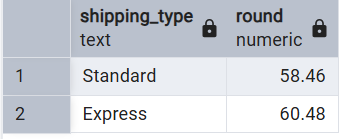 shipping_type round
text numeric
1 Standard 58.46
2 Express 60.48